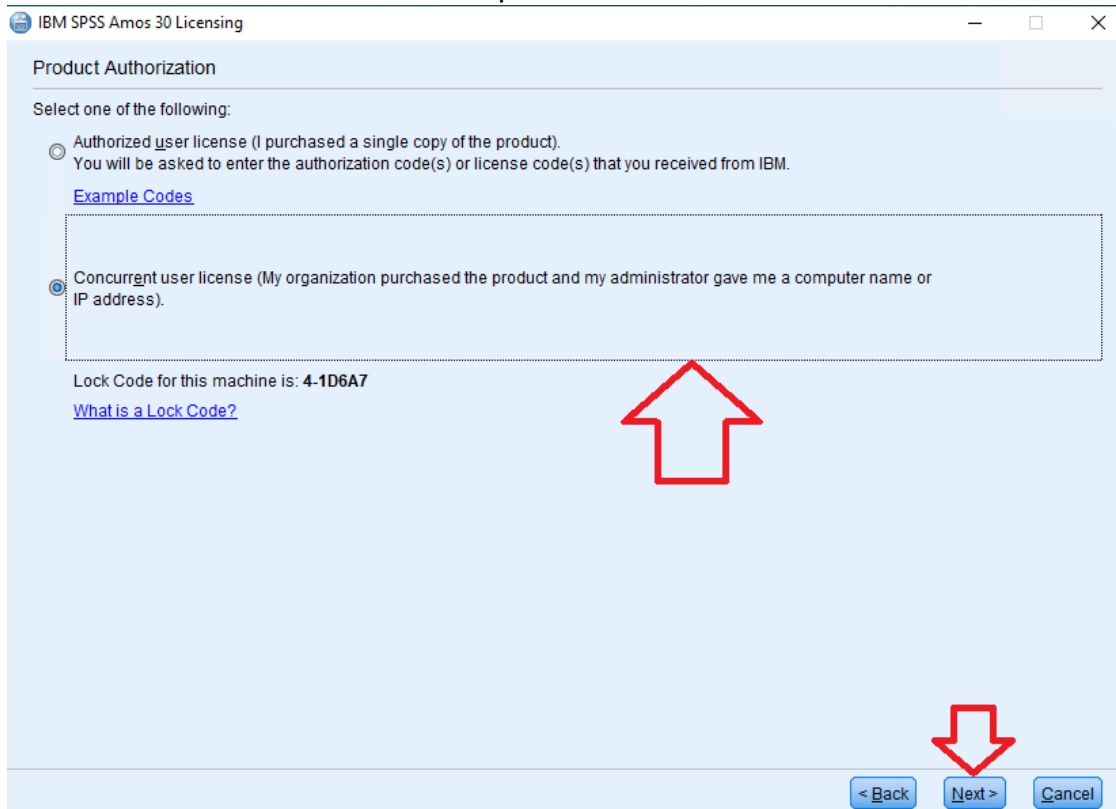 IBM SPSS Amos 30 Licensing
Product Authorization
Select one of the following:
Authorized user license (I purchased a single copy of the product).
You will be asked to enter the authorization code(s) or license code(s) that you received from IBM.
Example Codes
Concurrent user license (My organization purchased the product and my administrator gave me a computer name or
IP address).
Lock Code for this machine is: 4-1D6A7
What is a Lock Code?
< Back Next > Cancel